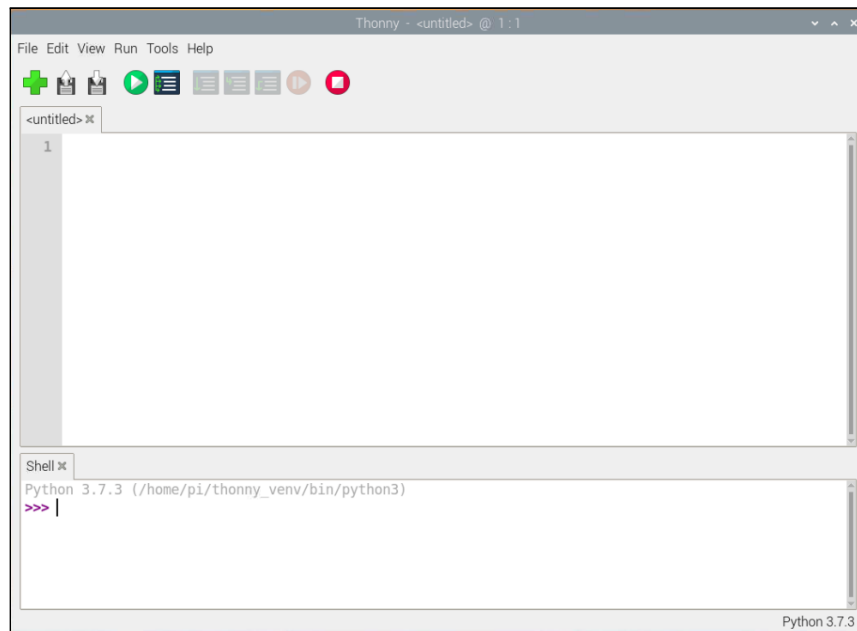 Thonny - <untitled> @ 1:1
File Edit View Run Tools Help
<untitled>
1
Shell
Python 3.7.3 (/home/pi/thonny_venv/bin/python3)
>>>
Python 3.7.3